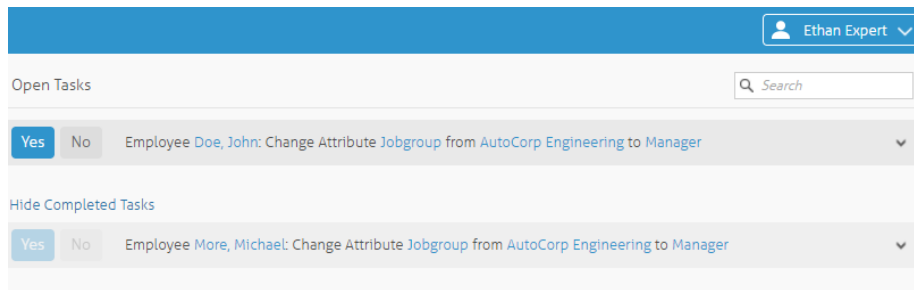 Ethan Expert
Open Tasks Search
Yes No Employee Doe, John: Change Attribute Jobgroup from AutoCorp Engineering to Manager
Hide Completed Tasks
Yes No Employee More, Michael: Change Attribute Jobgroup from AutoCorp Engineering to Manager